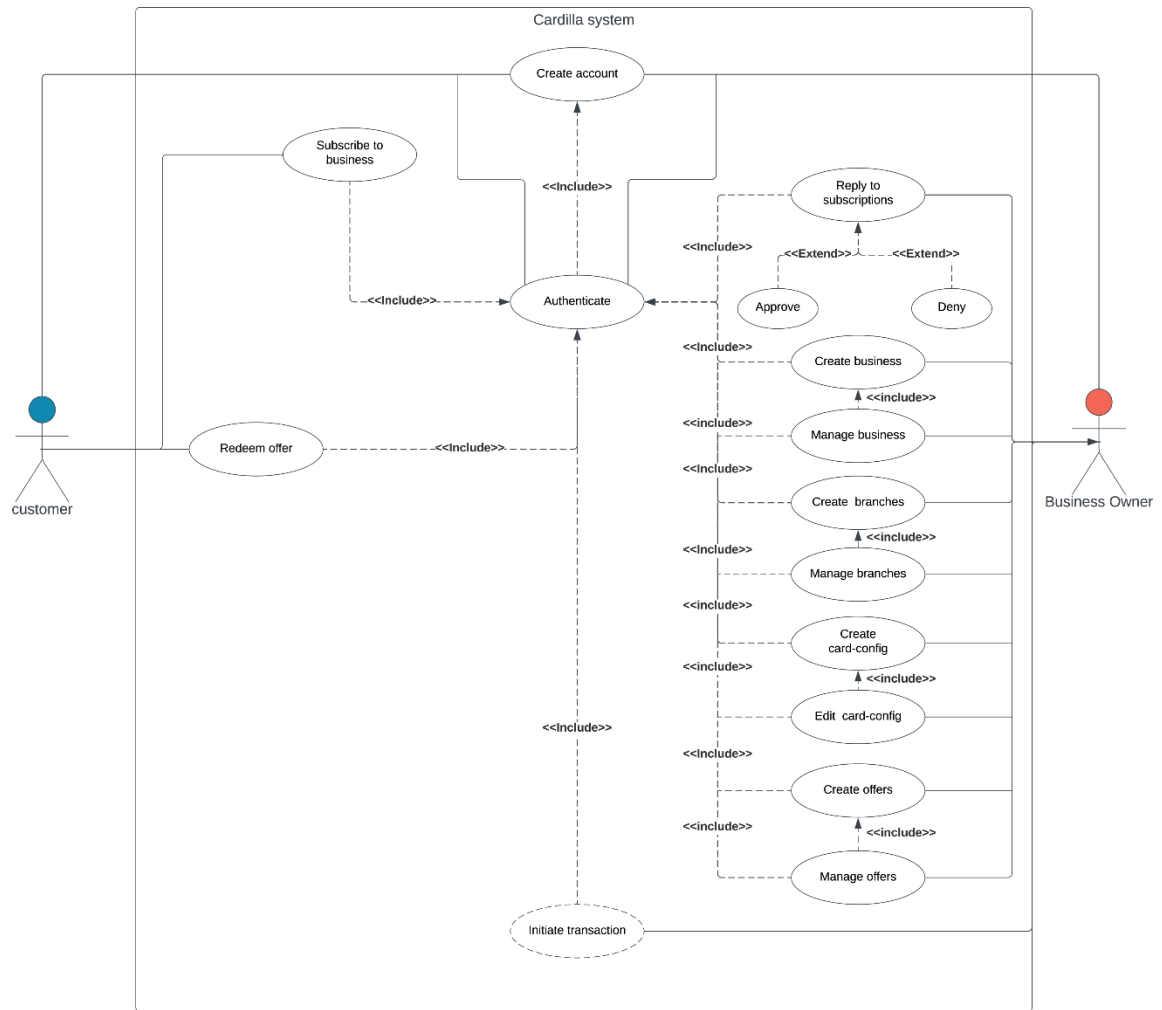 Cardilla system
Create account
Subscribe to
business
<<Include>>
Reply to
subscriptions
<<Include>>
<<Extend>>
<<Extend>>
<<Include>>
Authenticate
Approve
Deny
<<Include>>
Create business
<<include>>
<<Include>>
Manage business
Redeem offer
<<Include>>
<<Include>>
Create branches
customer
Business Owner
<<include>>
<<Include>>
Manage branches
<<include>>
Create
card-config
<<include>>
<<include>>
Edit card-config
<<Include>>
<<Include>>
Create offers
<<include>>
<<include>>
Manage offers
Initiate transaction